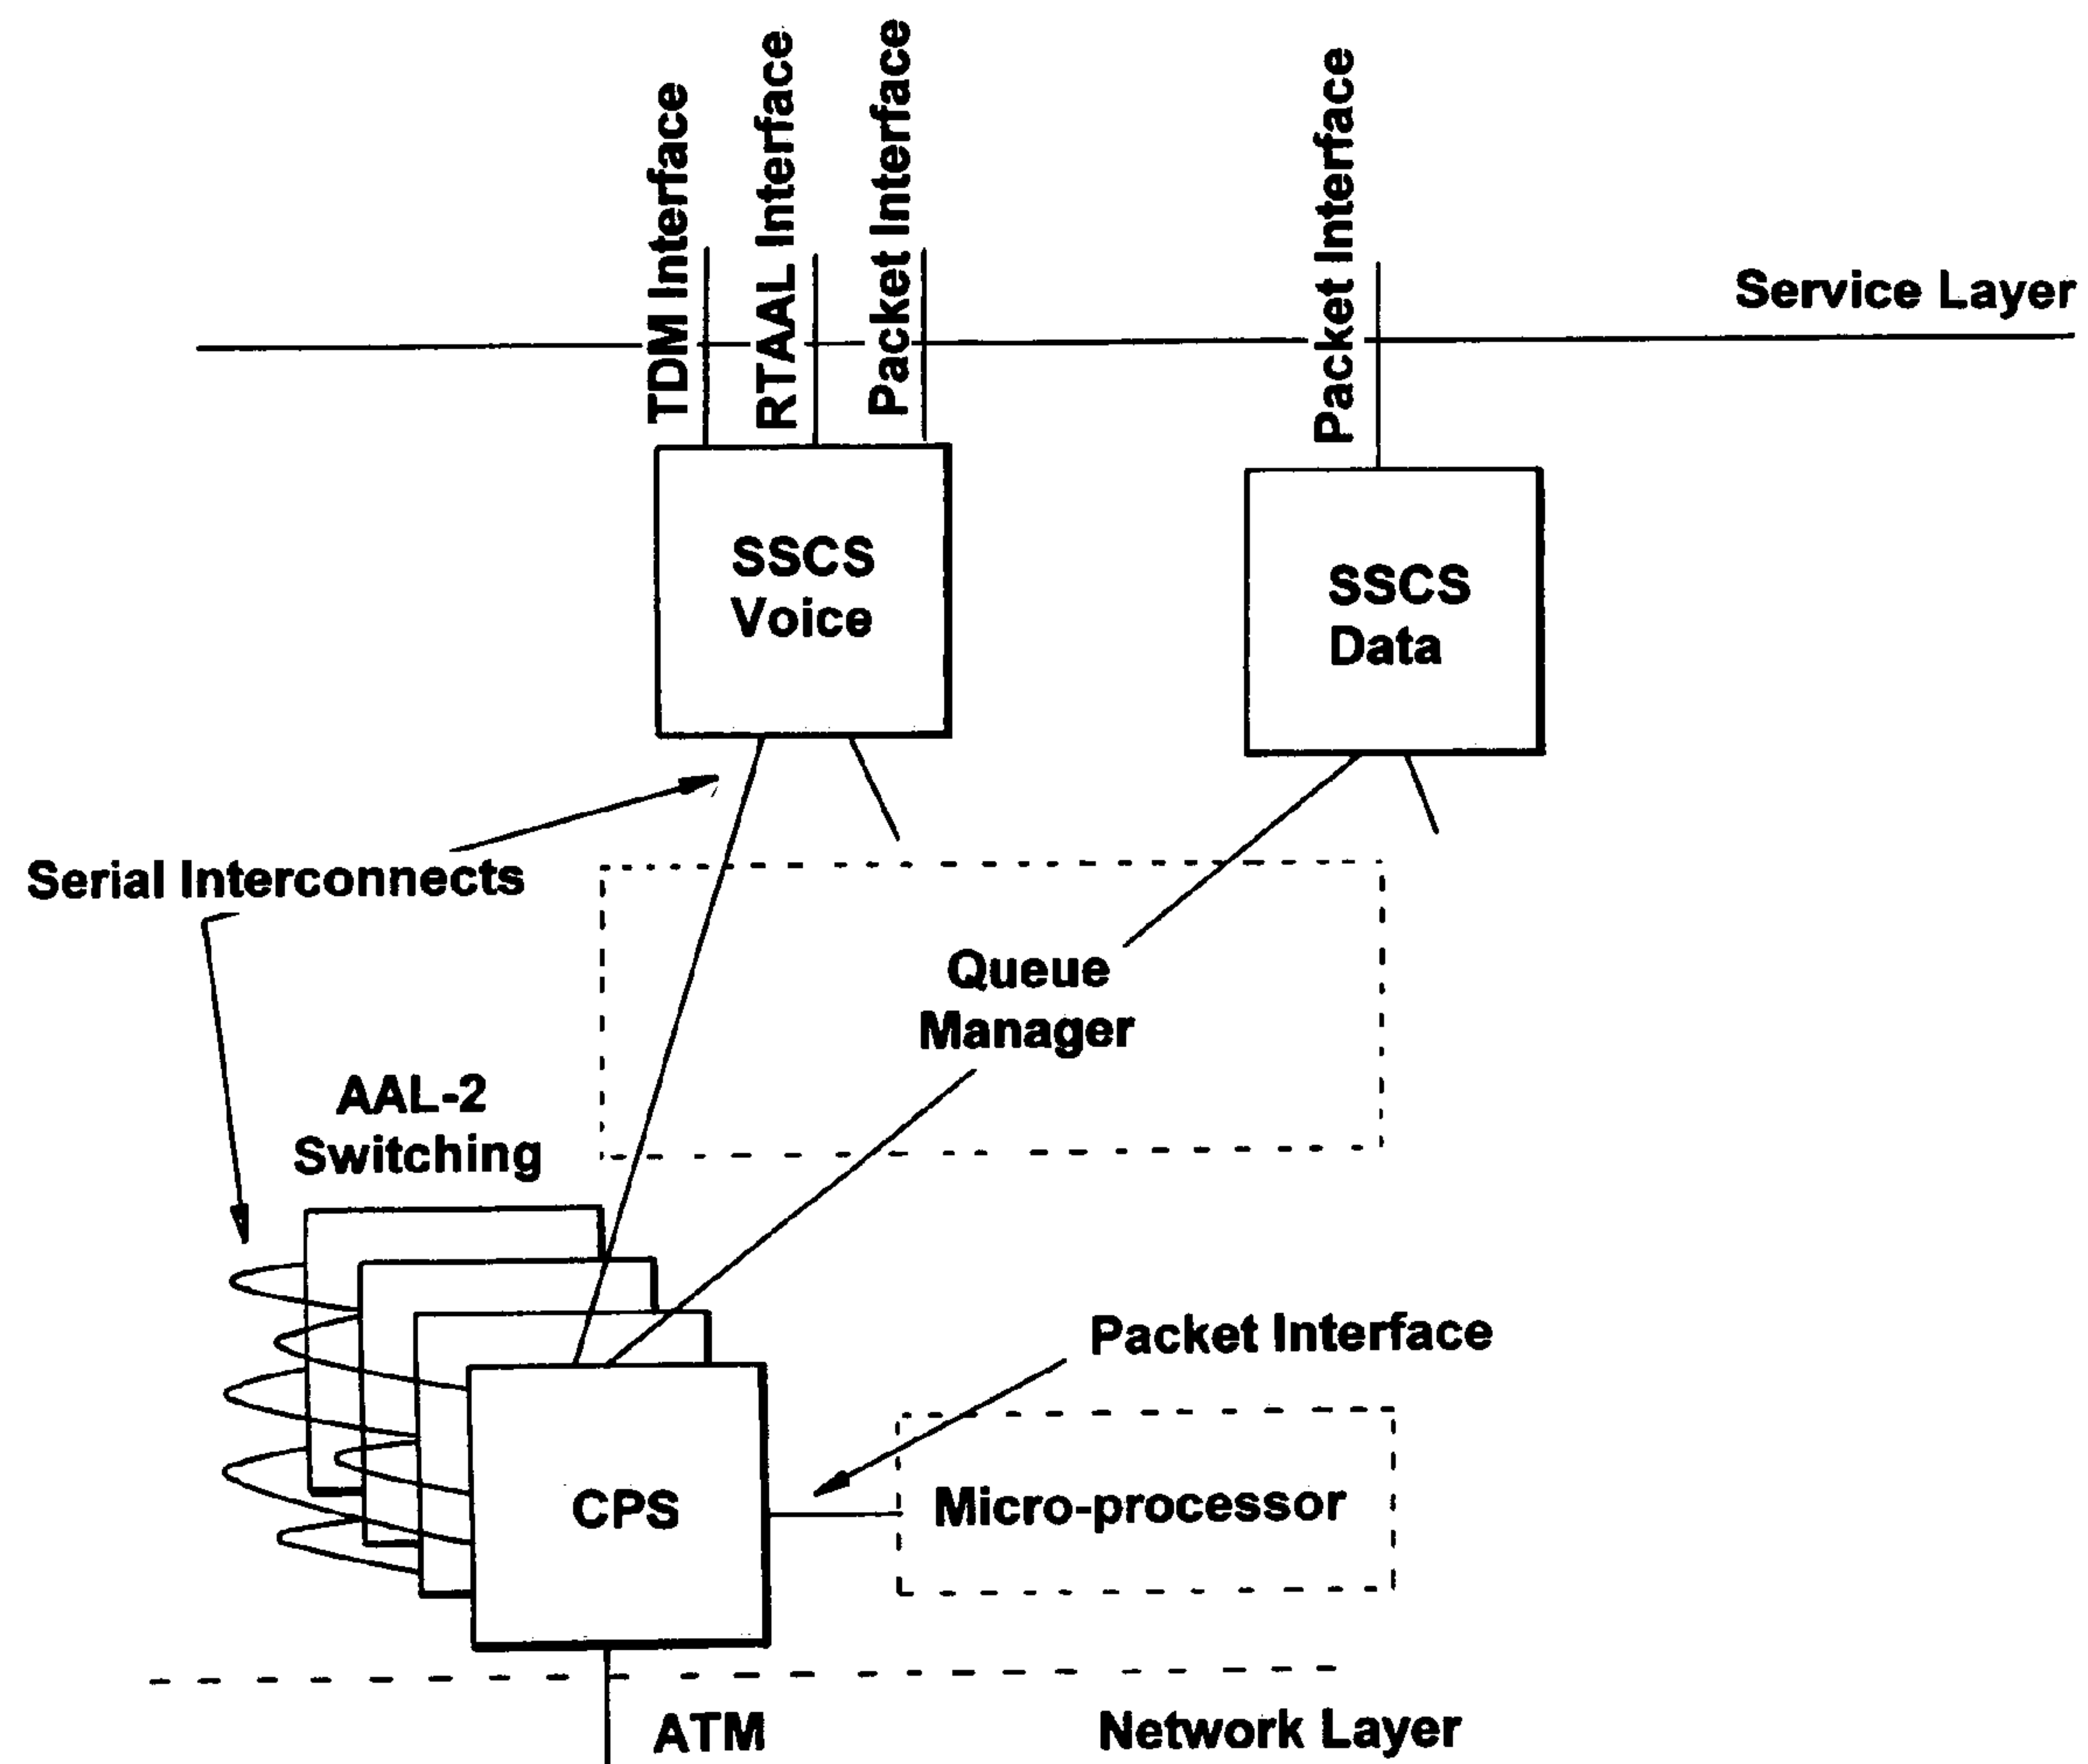 TDM Interface
RTAAL Interface
Packet Interface
Packet Interface
Service Layer
SSCS
Voice
SSCS
Data
Serial Interconnects
Queue
Manager
AAL-2
Switching
Packet Interface
CPS
Micro-processor
ATM
Network Layer